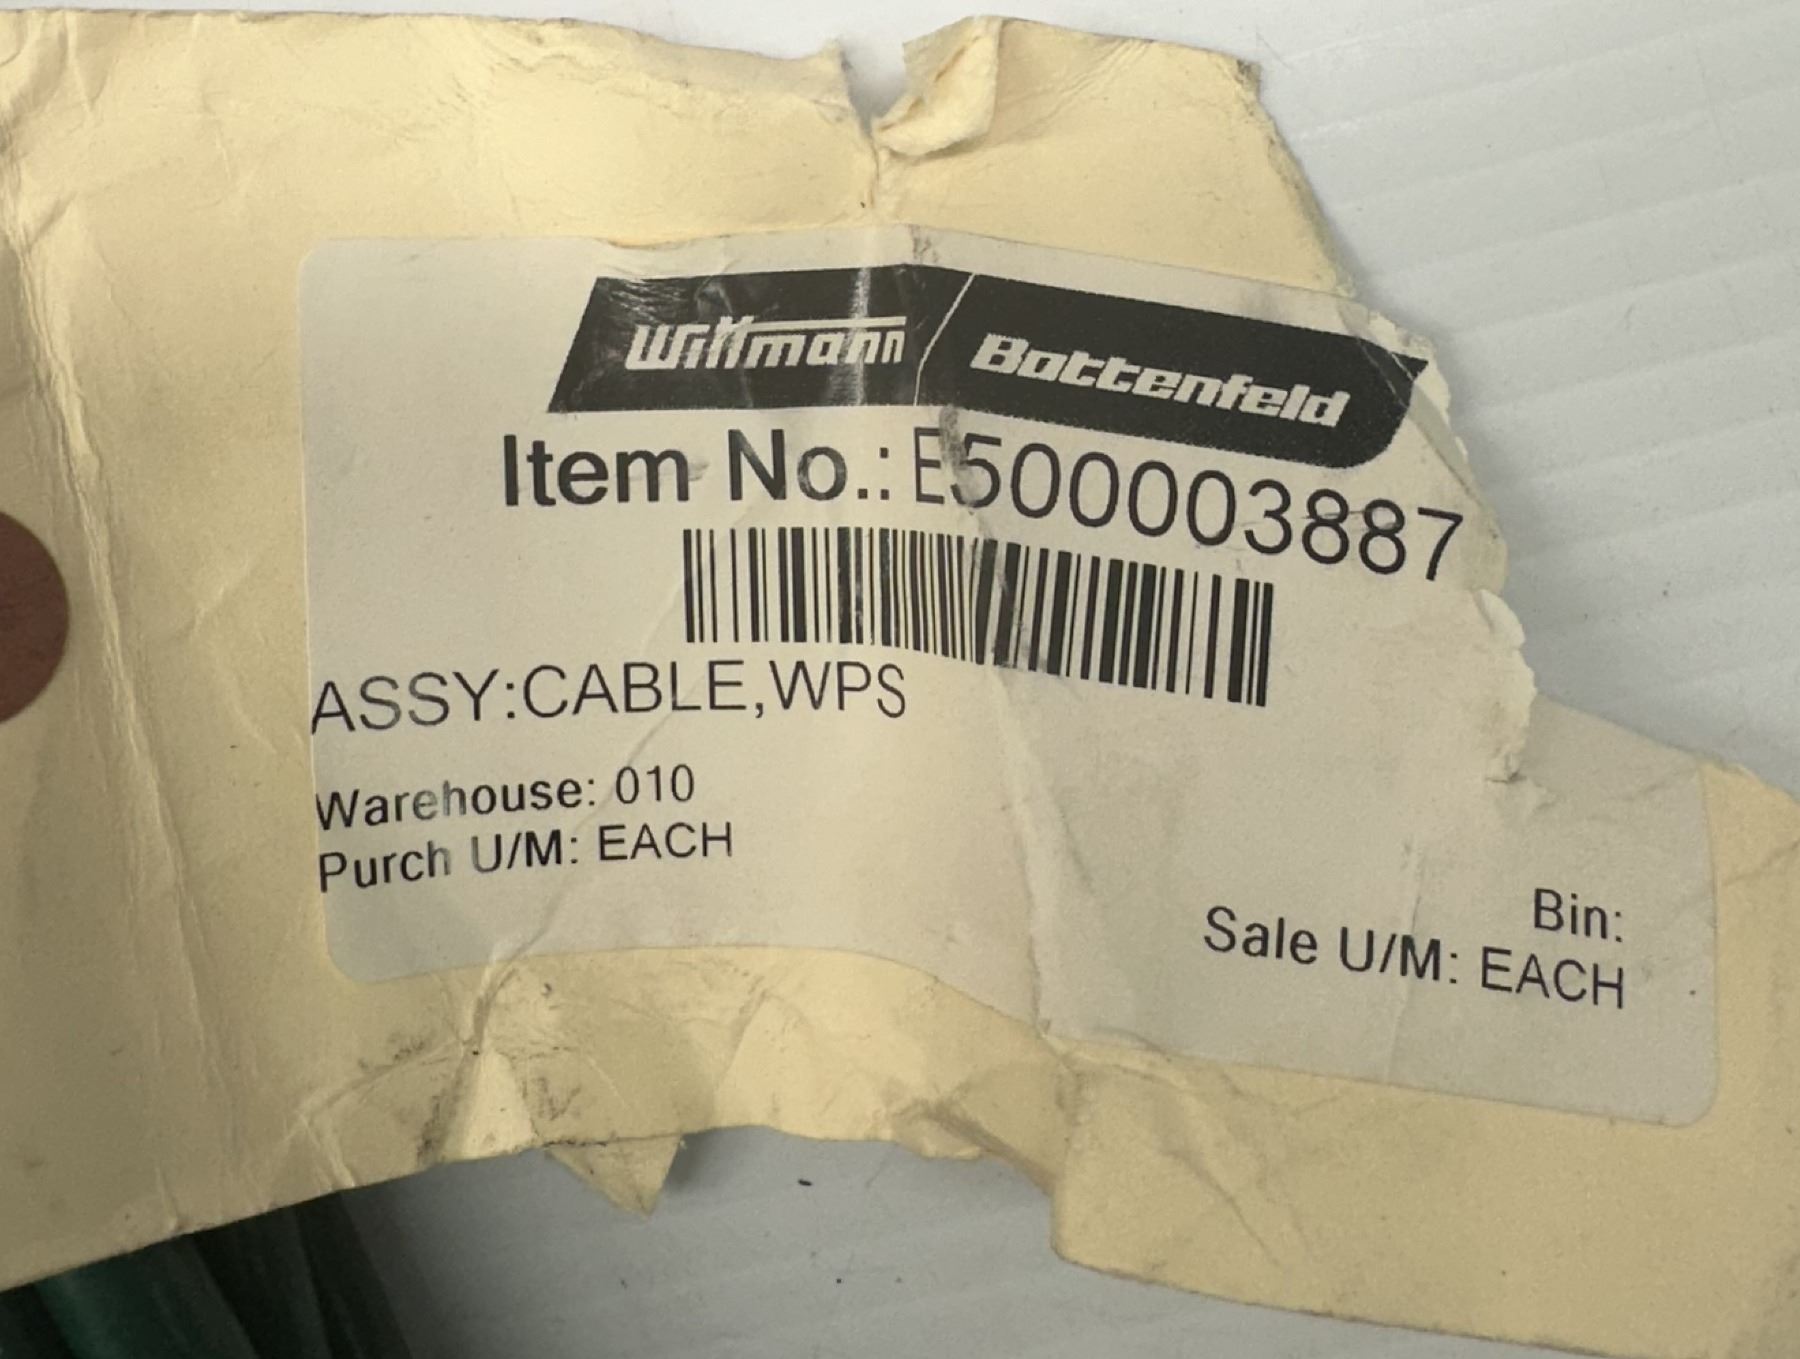 Wittmann Battenfeld
Item No.: E500003887
ASSY:CABLE,WPS
Warehouse: 010
Purch U/M: EACH
Bin:
Sale U/M: EACH